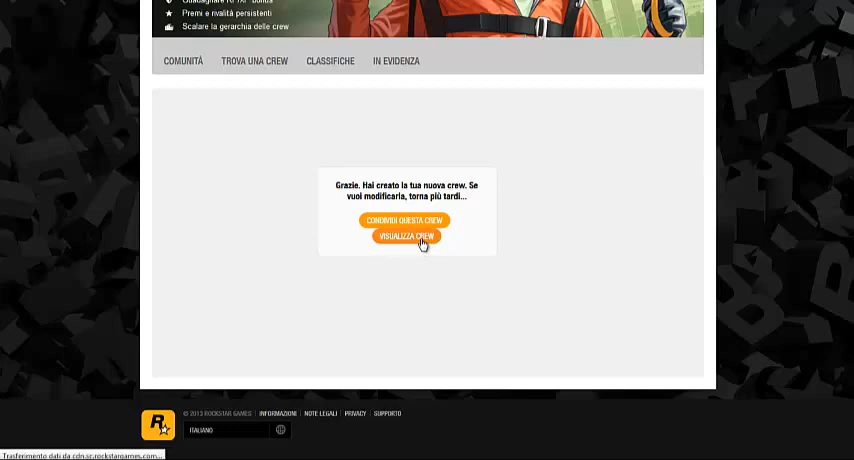 Guadagnare RP/XP bonus
Premi e rivalità persistenti
Scalare la gerarchia delle crew
COMUNITÀ TROVA UNA CREW CLASSIFICHE IN EVIDENZA
Grazie. Hai creato la tua nuova crew. Se
vuoi modificarla, torna più tardi...
CONDIVIDI QUESTA CREW
VISUALIZZA CREW
R
© 2013 ROCKSTAR GAMES | INFORMAZIONI | NOTE LEGALI | PRIVACY | SUPPORTO
ITALIANO
Trasferimento dati da cdn.sc.rockstargames.com...